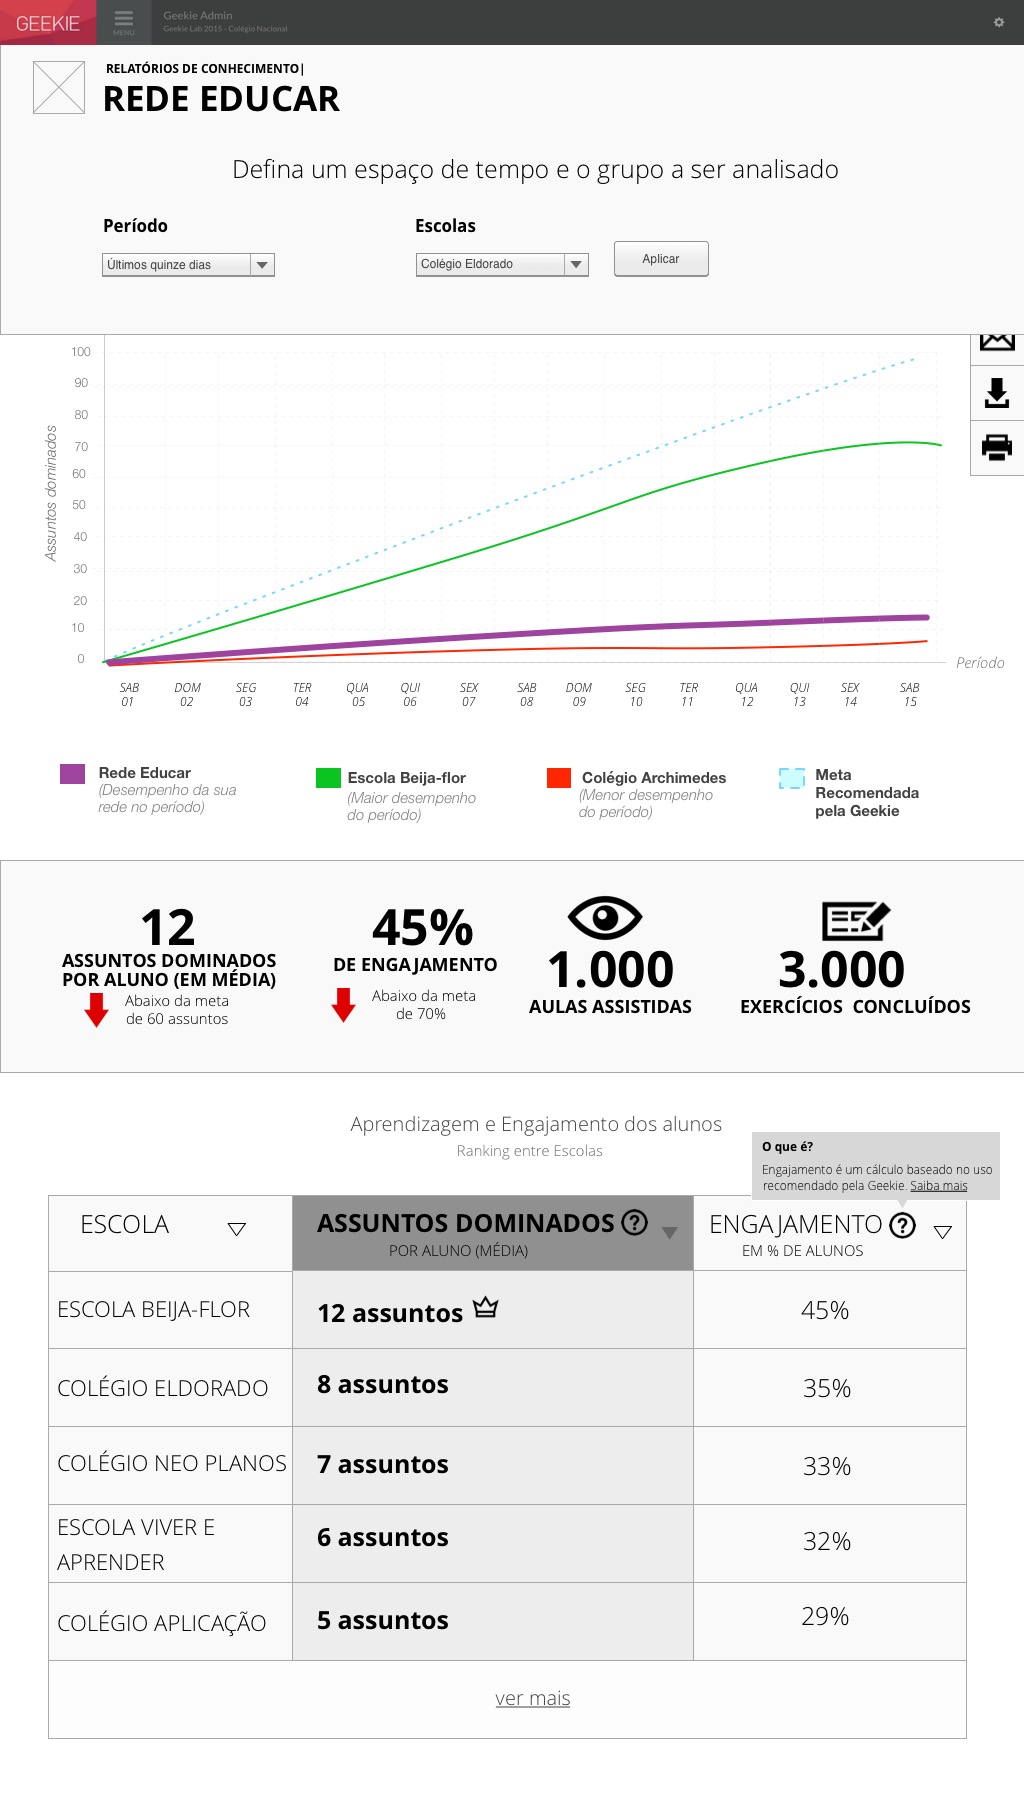 GEEKIE
MENU
Geekie Admin
Geekie Lab 2015 - Colégio Nacional
RELATÓRIOS DE CONHECIMENTO|
REDE EDUCAR
Defina um espaço de tempo e o grupo a ser analisado
Período
Escolas
Últimos quinze dias
Colégio Eldorado
Aplicar
100
90
80
70
60
50
40
30
20
10
0
Assuntos dominados
Período
SAB DOM SEG TER QUA QUI SEX SAB DOM SEG TER QUA QUI SEX SAB
01 02 03 04 05 06 07 08 09 10 11 12 13 14 15
Rede Educar
(Desempenho da sua
rede no período)
Escola Beija-flor
(Maior desempenho
do período)
Colégio Archimedes
(Menor desempenho
do período)
Meta
Recomendada
pela Geekie
12
ASSUNTOS DOMINADOS
POR ALUNO (EM MÉDIA)
Abaixo da meta
de 60 assuntos
45%
DE ENGAJAMENTO
Abaixo da meta
de 70%
1.000
AULAS ASSISTIDAS
3.000
EXERCÍCIOS CONCLUÍDOS
Aprendizagem e Engajamento dos alunos
Ranking entre Escolas
O que é?
Engajamento é um cálculo baseado no uso
recomendado pela Geekie. Saiba mais
ESCOLA
ASSUNTOS DOMINADOS ?
POR ALUNO (MÉDIA)
ENGAJAMENTO ?
EM % DE ALUNOS
ESCOLA BEIJA-FLOR
12 assuntos
45%
COLÉGIO ELDORADO
8 assuntos
35%
COLÉGIO NEO PLANOS
7 assuntos
33%
ESCOLA VIVER E
APRENDER
6 assuntos
32%
COLÉGIO APLICAÇÃO
5 assuntos
29%
ver mais